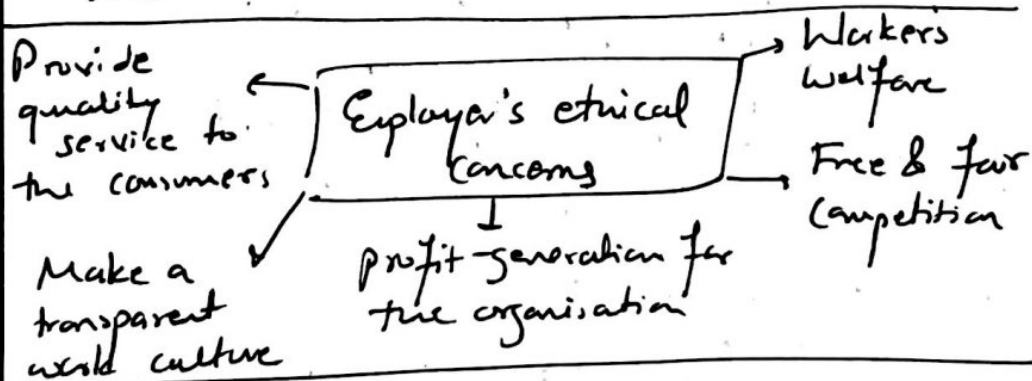 Provide
quality
service to
the consumers
Employer's ethical
Concerns
Workers
welfare
Free & fair
Competition
Make a
transparent
world culture
profit generation for
the organisation